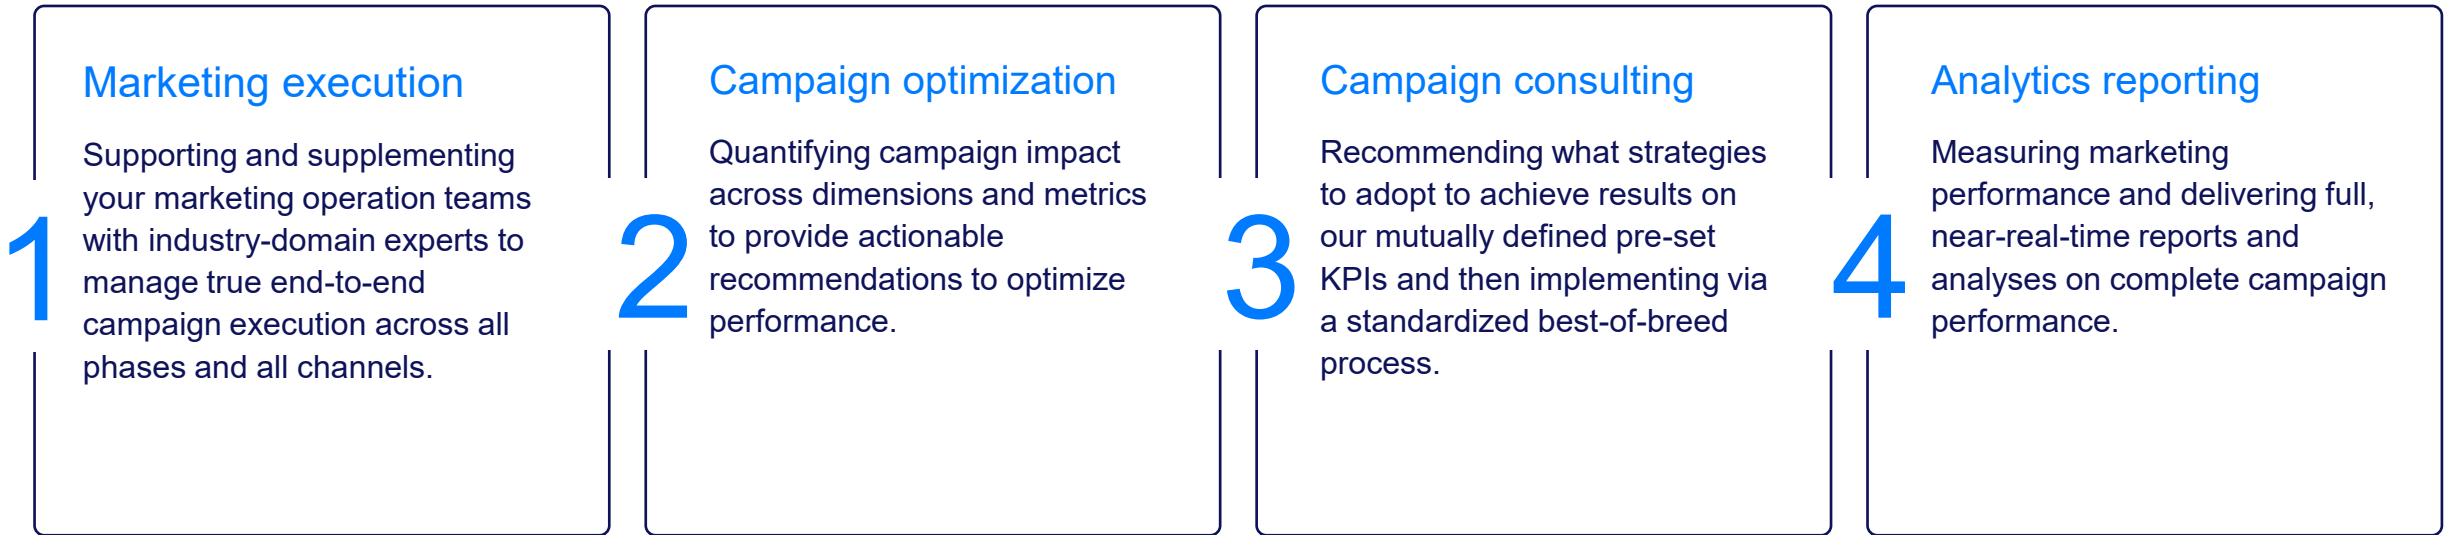 1
Marketing execution
Supporting and supplementing
your marketing operation teams
with industry-domain experts to
manage true end-to-end
campaign execution across all
phases and all channels.
2
Campaign optimization
Quantifying campaign impact
across dimensions and metrics
to provide actionable
recommendations to optimize
performance.
3
Campaign consulting
Recommending what strategies
to adopt to achieve results on
our mutually defined pre-set
KPIs and then implementing via
a standardized best-of-breed
process.
4
Analytics reporting
Measuring marketing
performance and delivering full,
near-real-time reports and
analyses on complete campaign
performance.